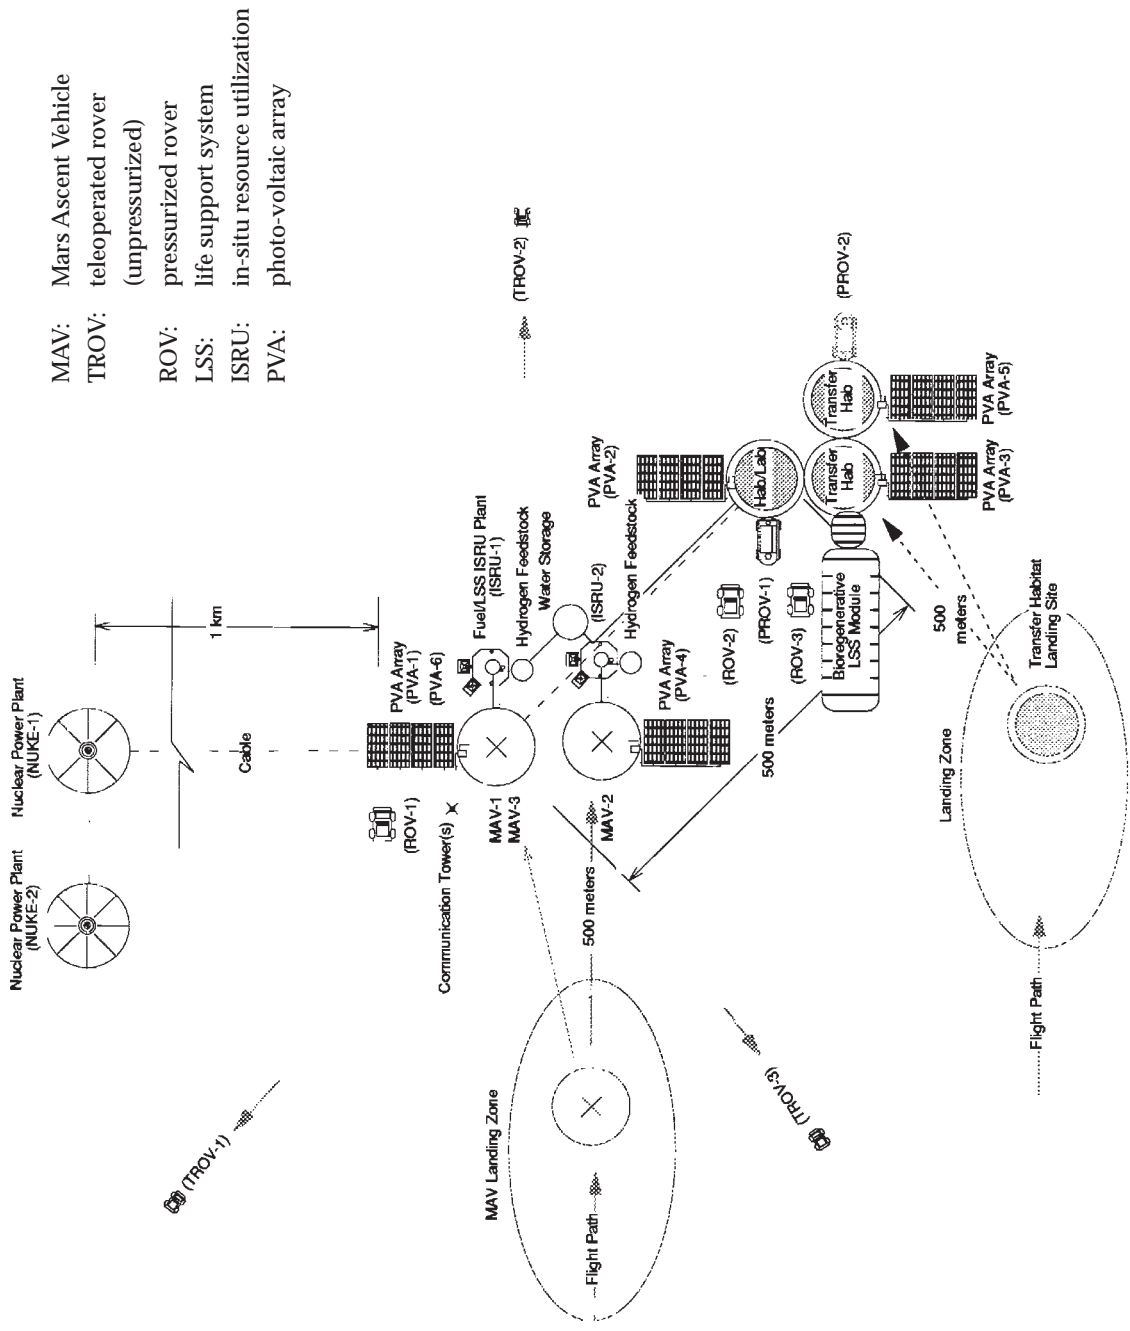 MAV: Mars Ascent Vehicle
TROV: teleoperated rover
(unpressurized)
ROV: pressurized rover
LSS: life support system
ISRU: in-situ resource utilization
PVA: photo-voltaic array
Nuclear Power Plant
(NUKE-2)
Nuclear Power Plant
(NUKE-1)
1 km
Cable
(TROV-1)
(ROV-1)
Communication Tower(s)
PVA Array
(PVA-1)
(PVA-6)
Fuel/LSS ISRU Plant
(ISRU-1)
Hydrogen Feedstock
Water Storage
(ISRU-2)
Hydrogen Feedstock
MAV-1
MAV-3
MAV-2
PVA Array
(PVA-4)
(TROV-2)
PVA Array
(PVA-2)
Hab/Lab
(ROV-2)
(PROV-1)
(ROV-3)
Transfer
Hab
Transfer
Hab
(PROV-2)
Bioregenerative
LSS Module
PVA Array
(PVA-3)
PVA Array
(PVA-5)
MAV Landing Zone
Flight Path
500 meters
500 meters
500
meters
(TROV-3)
Landing Zone
Transfer Habitat
Landing Site
Flight Path